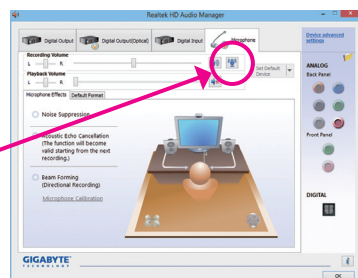 Realtek HD Audio Manager
Digital Output
Digital Output(Optical)
Digital Input
Microphone
Device advanced
settings
Recording Volume
L
R
Set Default
Device
ANALOG
Back Panel
Playback Volume
L
R
Microphone Effects
Default Format
Noise Suppression
Acoustic Echo Cancellation
(The function will become
valid starting from the next
recording.)
Front Panel
Beam Forming
(Directional Recording)
Microphone Calibration
DIGITAL
GIGABYTE
TECHNOLOGY
OK